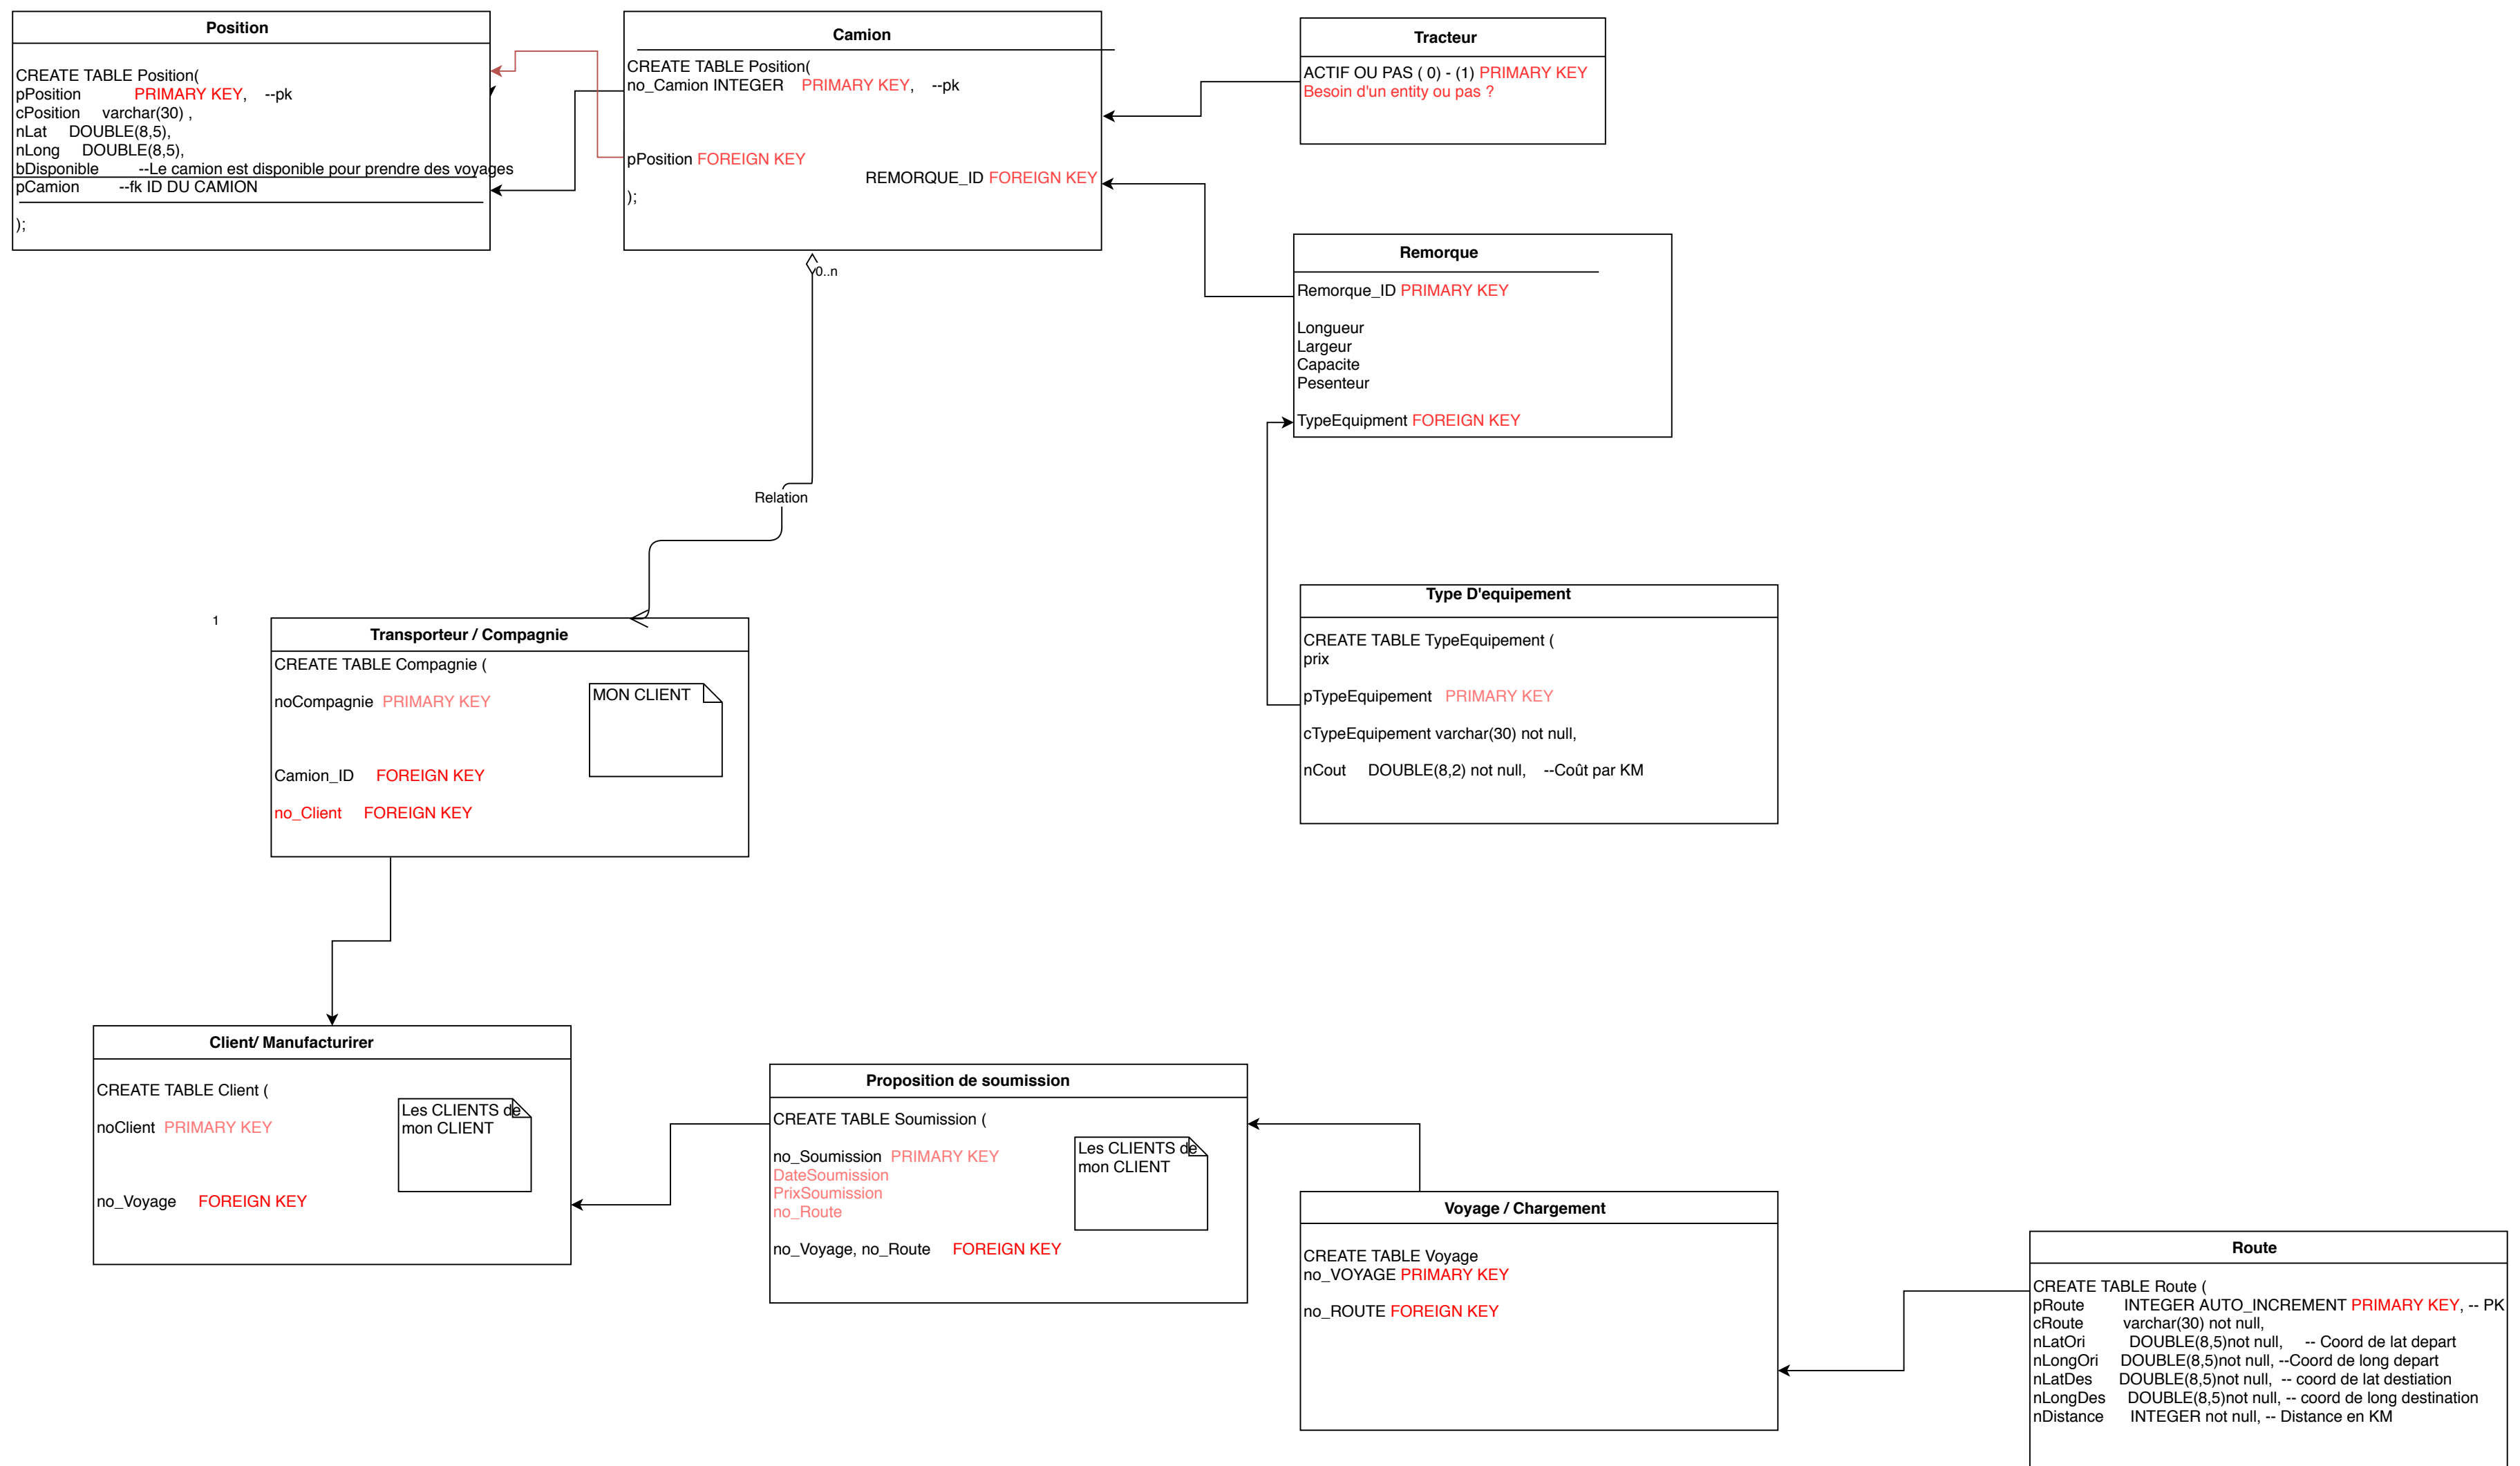 Position
CREATE TABLE Position(
pPosition PRIMARY KEY, --pk
cPosition varchar(30) ,
nLat DOUBLE(8,5),
nLong DOUBLE(8,5),
bDisponible --Le camion est disponible pour prendre des voyages
pCamion --fk ID DU CAMION
);
Camion
CREATE TABLE Position(
no_Camion INTEGER PRIMARY KEY, --pk
pPosition FOREIGN KEY
REMORQUE_ID FOREIGN KEY
);
0..n
Tracteur
ACTIF OU PAS ( 0) - (1) PRIMARY KEY
Besoin d'un entity ou pas ?
Remorque
Remorque_ID PRIMARY KEY
Longueur
Largeur
Capacite
Pesenteur
TypeEquipment FOREIGN KEY
Relation
1
Transporteur / Compagnie
CREATE TABLE Compagnie (
noCompagnie PRIMARY KEY
Camion_ID FOREIGN KEY
no_Client FOREIGN KEY
MON CLIENT
Type D'equipement
CREATE TABLE TypeEquipement (
prix
pTypeEquipement PRIMARY KEY
cTypeEquipement varchar(30) not null,
nCout DOUBLE(8,2) not null, --Coût par KM
Client/ Manufacturirer
CREATE TABLE Client (
noClient PRIMARY KEY
no_Voyage FOREIGN KEY
Les CLIENTS de
mon CLIENT
Proposition de soumission
CREATE TABLE Soumission (
no_Soumission PRIMARY KEY
DateSoumission
PrixSoumission
no_Route
no_Voyage, no_Route FOREIGN KEY
Les CLIENTS de
mon CLIENT
Voyage / Chargement
CREATE TABLE Voyage
no_VOYAGE PRIMARY KEY
no_ROUTE FOREIGN KEY
Route
CREATE TABLE Route (
pRoute INTEGER AUTO_INCREMENT PRIMARY KEY, -- PK
cRoute varchar(30) not null,
nLatOri DOUBLE(8,5)not null, -- Coord de lat depart
nLongOri DOUBLE(8,5)not null, --Coord de long depart
nLatDes DOUBLE(8,5)not null, -- coord de lat destiation
nLongDes DOUBLE(8,5)not null, -- coord de long destination
nDistance INTEGER not null, -- Distance en KM